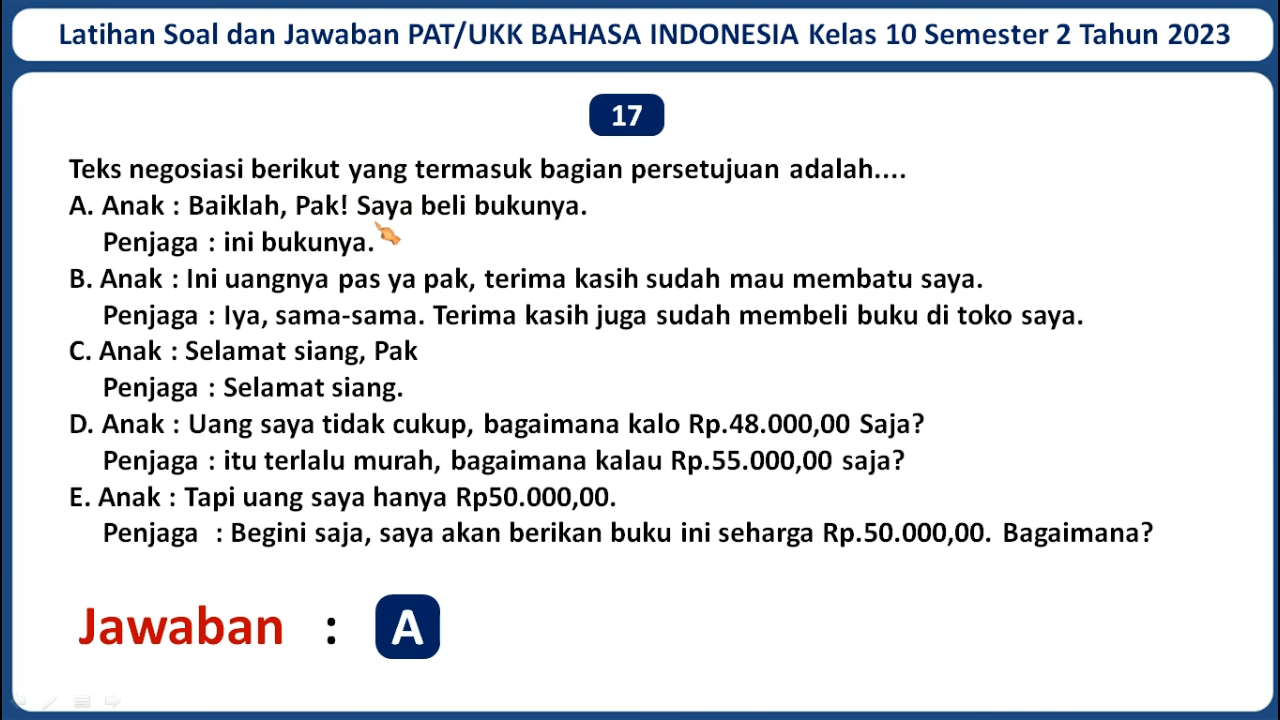 Latihan Soal dan Jawaban PAT/UKK BAHASA INDONESIA Kelas 10 Semester 2 Tahun 2023
17
Teks negosiasi berikut yang termasuk bagian persetujuan adalah....
A. Anak : Baiklah, Pak! Saya beli bukunya.
Penjaga : ini bukunya.
B. Anak : Ini uangnya pas ya pak, terima kasih sudah mau membatu saya.
Penjaga : Iya, sama-sama. Terima kasih juga sudah membeli buku di toko saya.
C. Anak : Selamat siang, Pak
Penjaga : Selamat siang.
D. Anak : Uang saya tidak cukup, bagaimana kalo Rp.48.000,00 Saja?
Penjaga : itu terlalu murah, bagaimana kalau Rp.55.000,00 saja?
E. Anak : Tapi uang saya hanya Rp50.000,00.
Penjaga : Begini saja, saya akan berikan buku ini seharga Rp.50.000,00. Bagaimana?
Jawaban : A